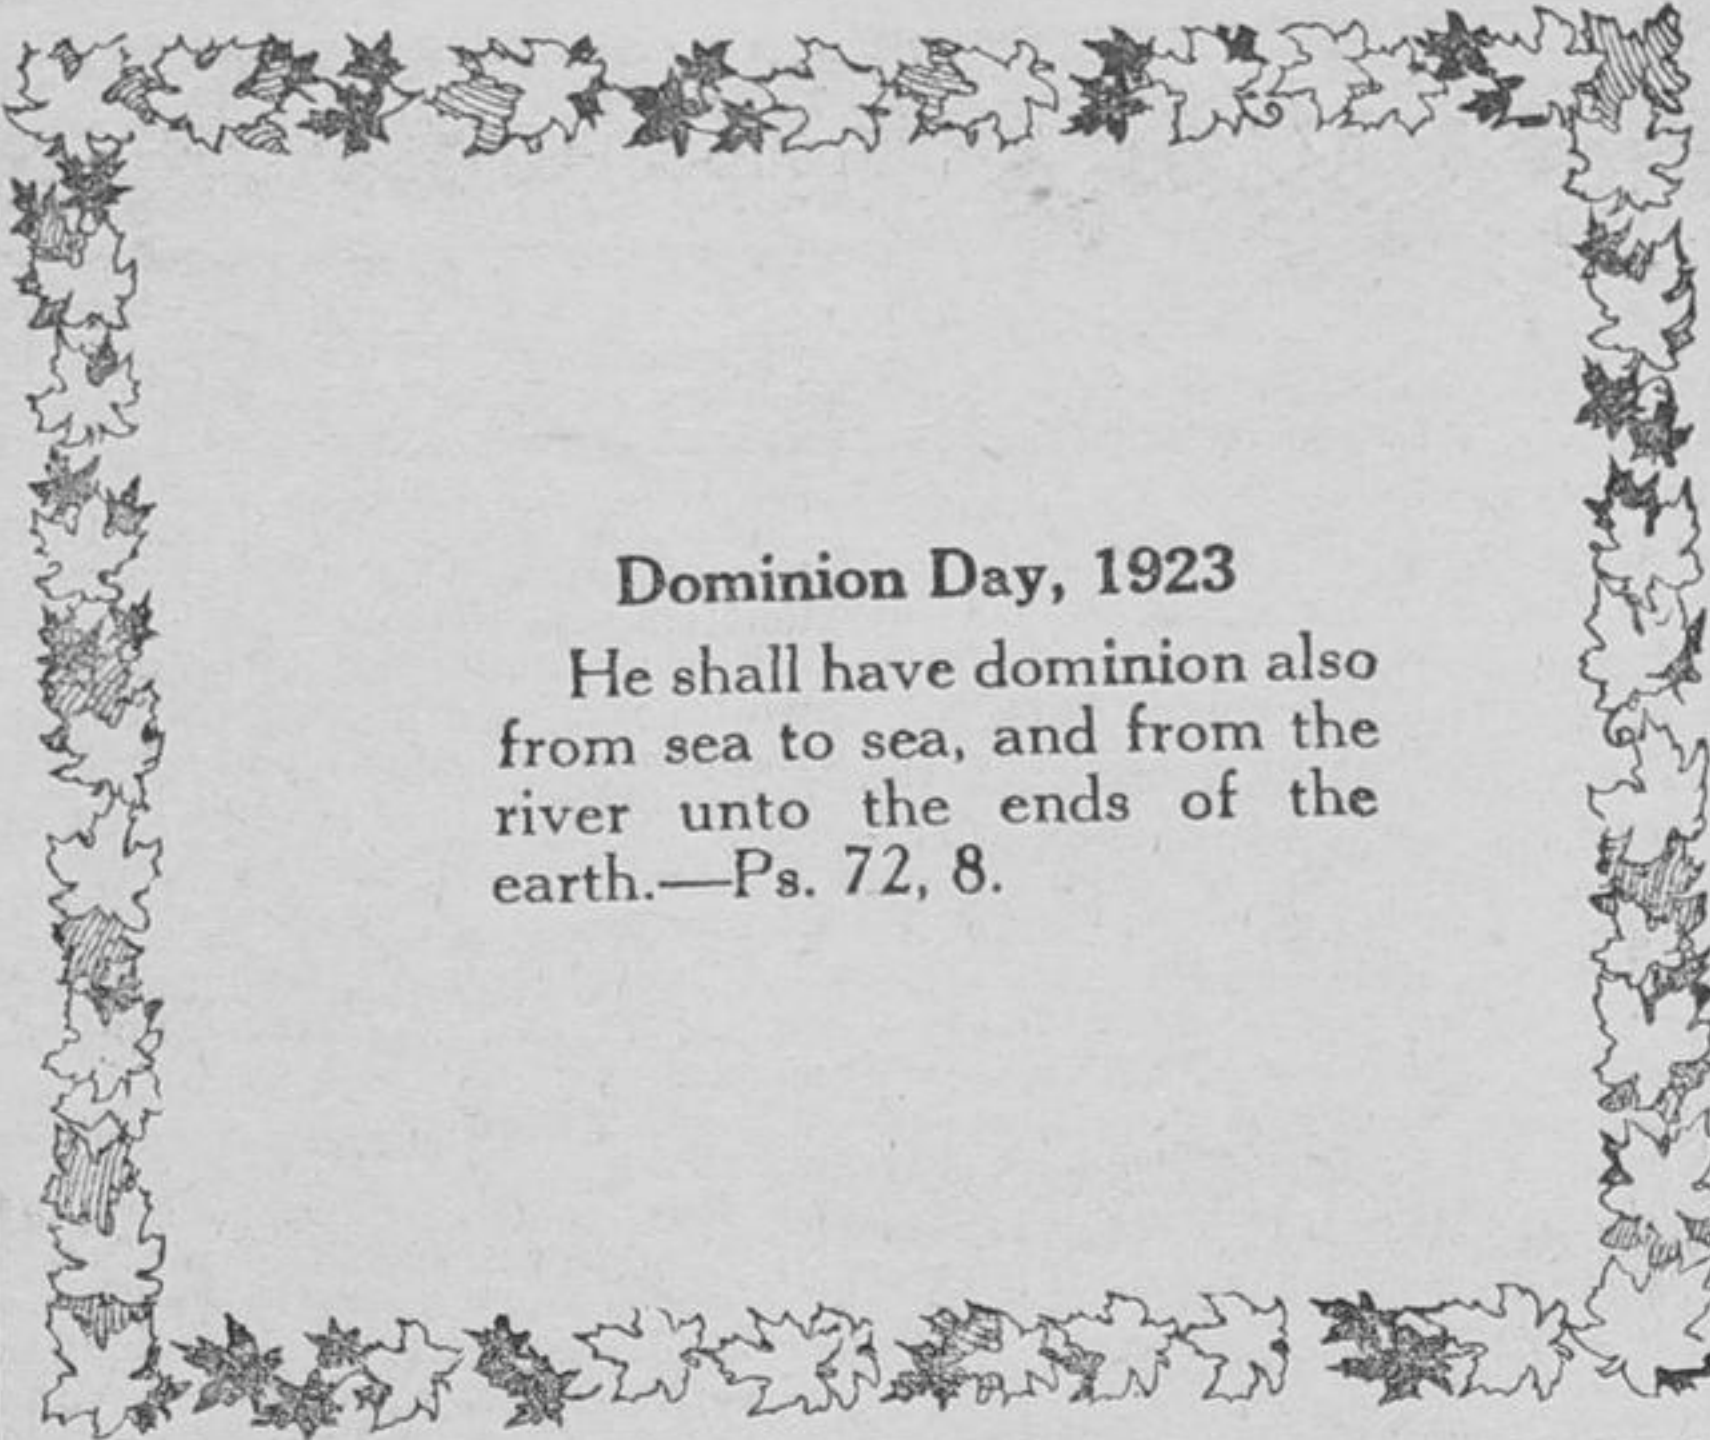 Dominion Day, 1923
He shall have dominion also
from sea to sea, and from the
river unto the ends of the
earth.—Ps. 72, 8.